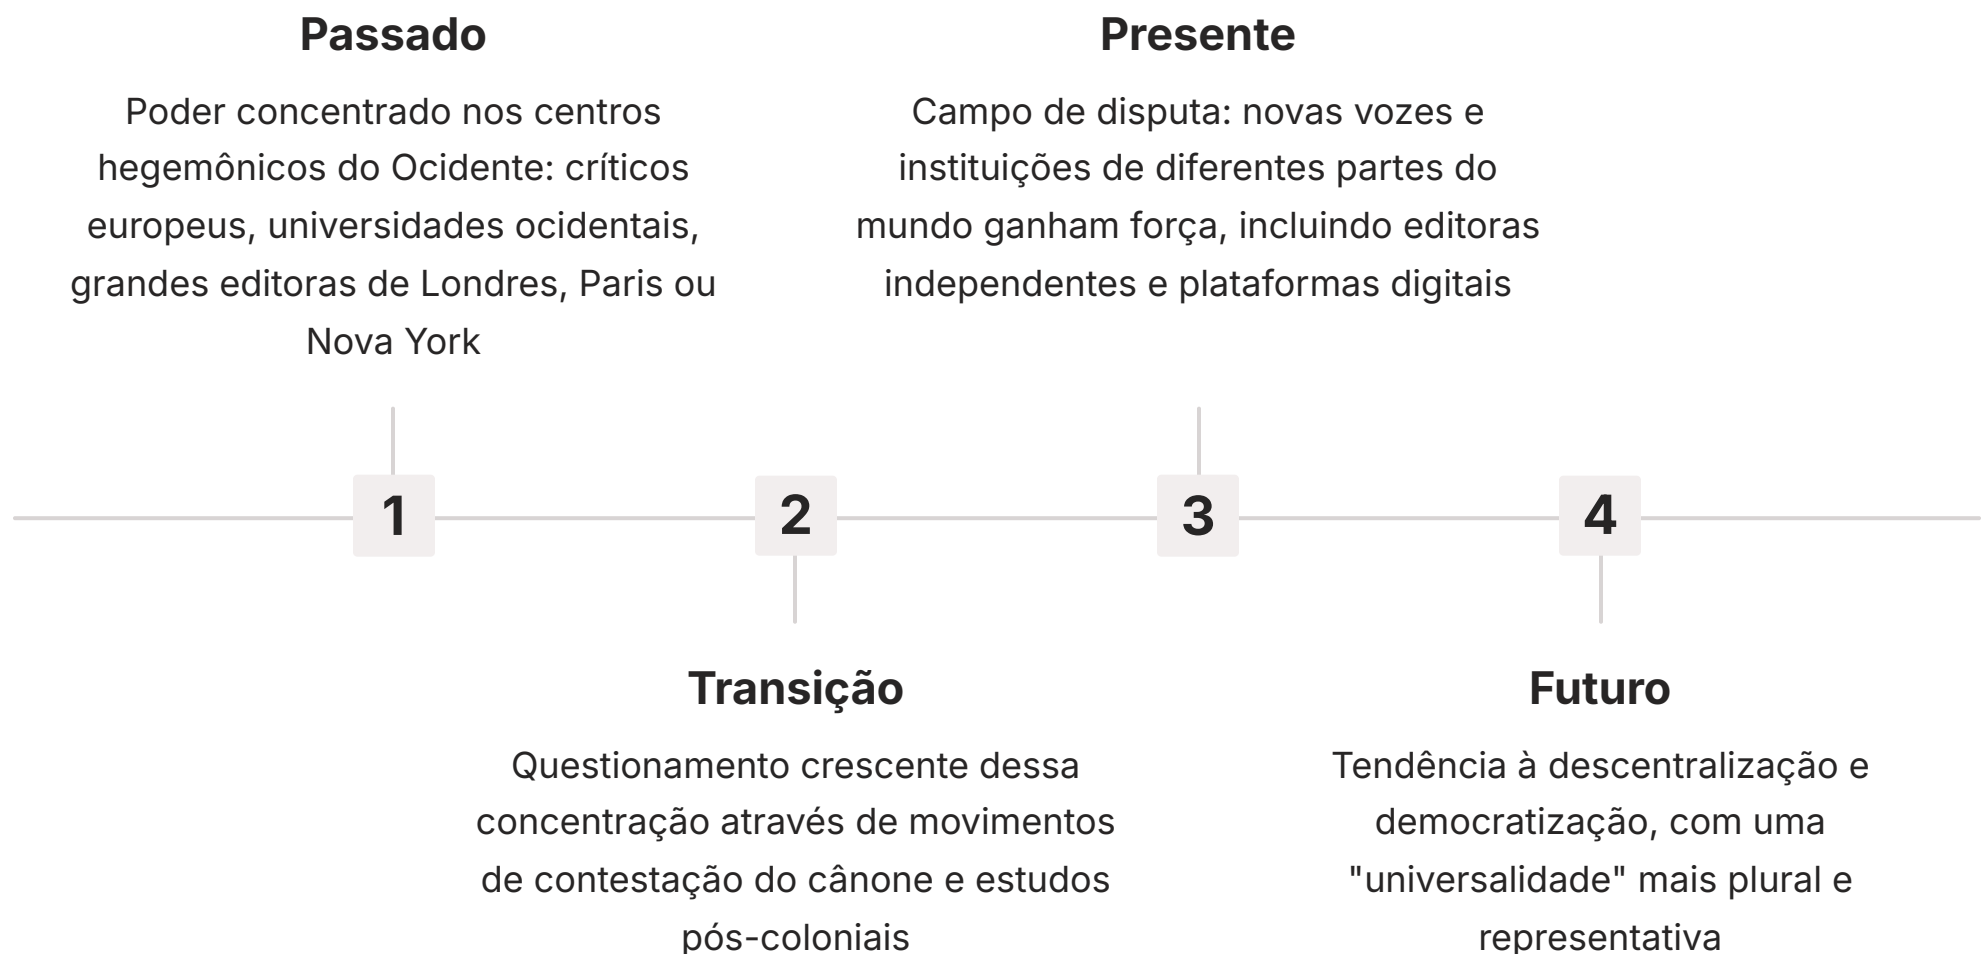 Passado
Poder concentrado nos centros
hegemônicos do Ocidente: críticos
europeus, universidades ocidentais,
grandes editoras de Londres, Paris ou
Nova York
Presente
Campo de disputa: novas vozes e
instituições de diferentes partes do
mundo ganham força, incluindo editoras
independentes e plataformas digitais
1
2
3
4
Transição
Questionamento crescente dessa
concentração através de movimentos
de contestação do cânone e estudos
pós-coloniais
Futuro
Tendência à descentralização e
democratização, com uma
"universalidade" mais plural e
representativa